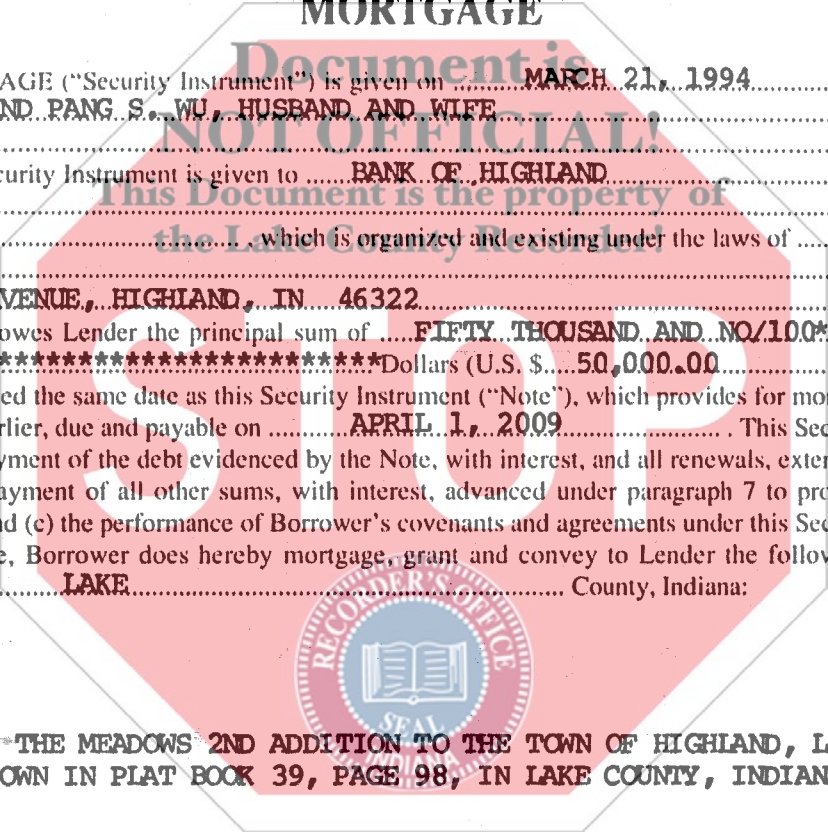 MORTGAGE
Document is
AGE ("Security Instrument") is given on ........ MARCH 21, 1994
ND PANG S. WU, HUSBAND AND WIFE
NOT OFFICIAL!
curity Instrument is given to ...... BANK OF HIGHLAND
This Document is the property of
the Lake County Recorder!
, which is organized and existing under the laws of ....
VENUE, HIGHLAND, IN 46322
owes Lender the principal sum of .... FIFTY THOUSAND AND NO/100*
*************************Dollars (U.S. $....50,000.00
ed the same date as this Security Instrument ("Note"), which provides for mo
rlier, due and payable on ............ APRIL 1, 2009 ........................ . This Sec
yment of the debt evidenced by the Note, with interest, and all renewals, exte
ayment of all other sums, with interest, advanced under paragraph 7 to pro
nd (c) the performance of Borrower's covenants and agreements under this Sec
e, Borrower does hereby mortgage, grant and convey to Lender the follov
LAKE ........................ County, Indiana:
STOP
RECORDER'S OFFICE
SEAL
INDIANA
THE MEADOWS 2ND ADDITION TO THE TOWN OF HIGHLAND, L
OWN IN PLAT BOOK 39, PAGE 98, IN LAKE COUNTY, INDIAN